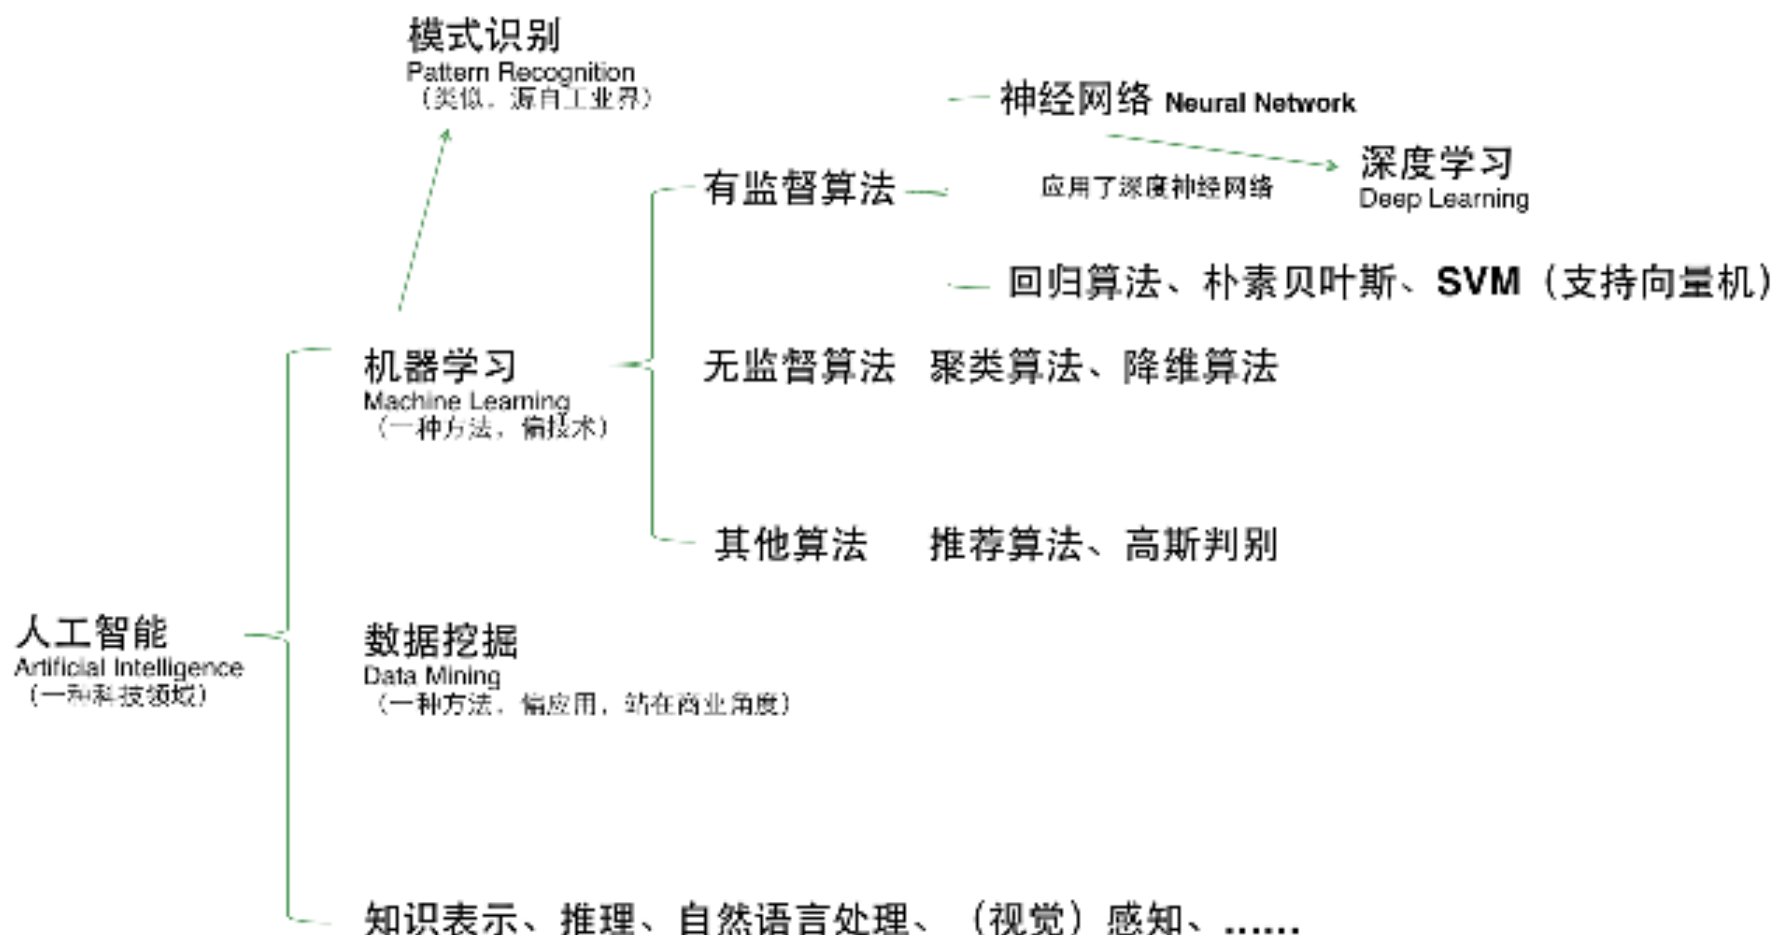 模式识别
Pattern Recognition
（类似，源自工业界）
神经网络 Neural Network
深度学习
Deep Learning
有监督算法
应用了深度神经网络
回归算法、朴素贝叶斯、SVM（支持向量机）
机器学习
Machine Learning
（一种方法，偏技术）
无监督算法 聚类算法、降维算法
其他算法 推荐算法、高斯判别
人工智能
Artificial Intelligence
（一种科技领域）
数据挖掘
Data Mining
（一种方法，偏应用，站在商业角度）
知识表示、推理、自然语言处理、（视觉）感知、……